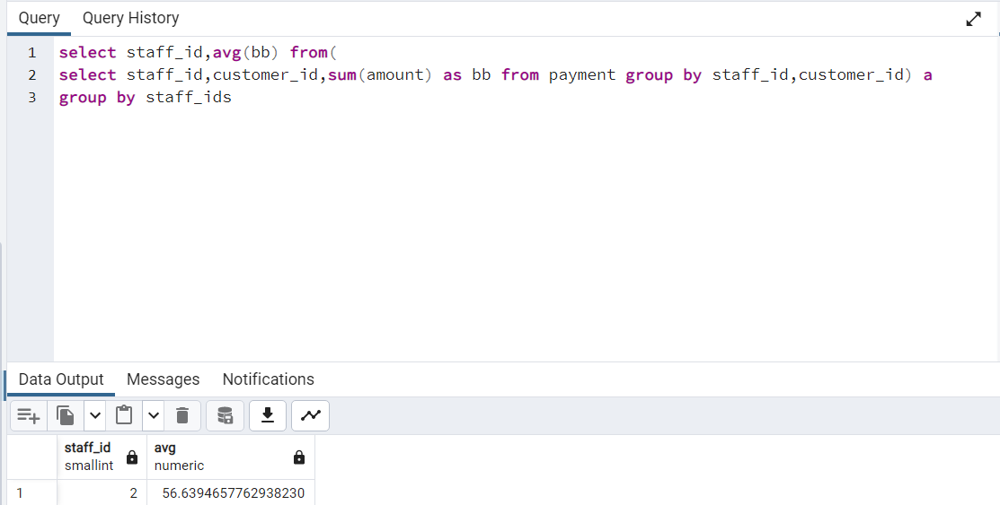 Query Query History
1 select staff_id,avg(bb) from(
2 select staff_id,customer_id,sum(amount) as bb from payment group by staff_id,customer_id) a
3 group by staff_ids
Data Output Messages Notifications
staff_id avg
smallint numeric
1 2 56.6394657762938230